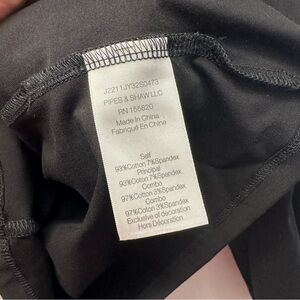 J2211JY32S0473
PIPES & SHAW LLC
RN 155820
Made In China
Fabriqué En China
Self
93%Cotton 7%Spandex
Principal
93%Cotton 7%Spandex
Combo
97%Cotton 3%Spandex
Combo
97%Cotton 3%Spandex
Exclusive of decoration
Hors Décoration